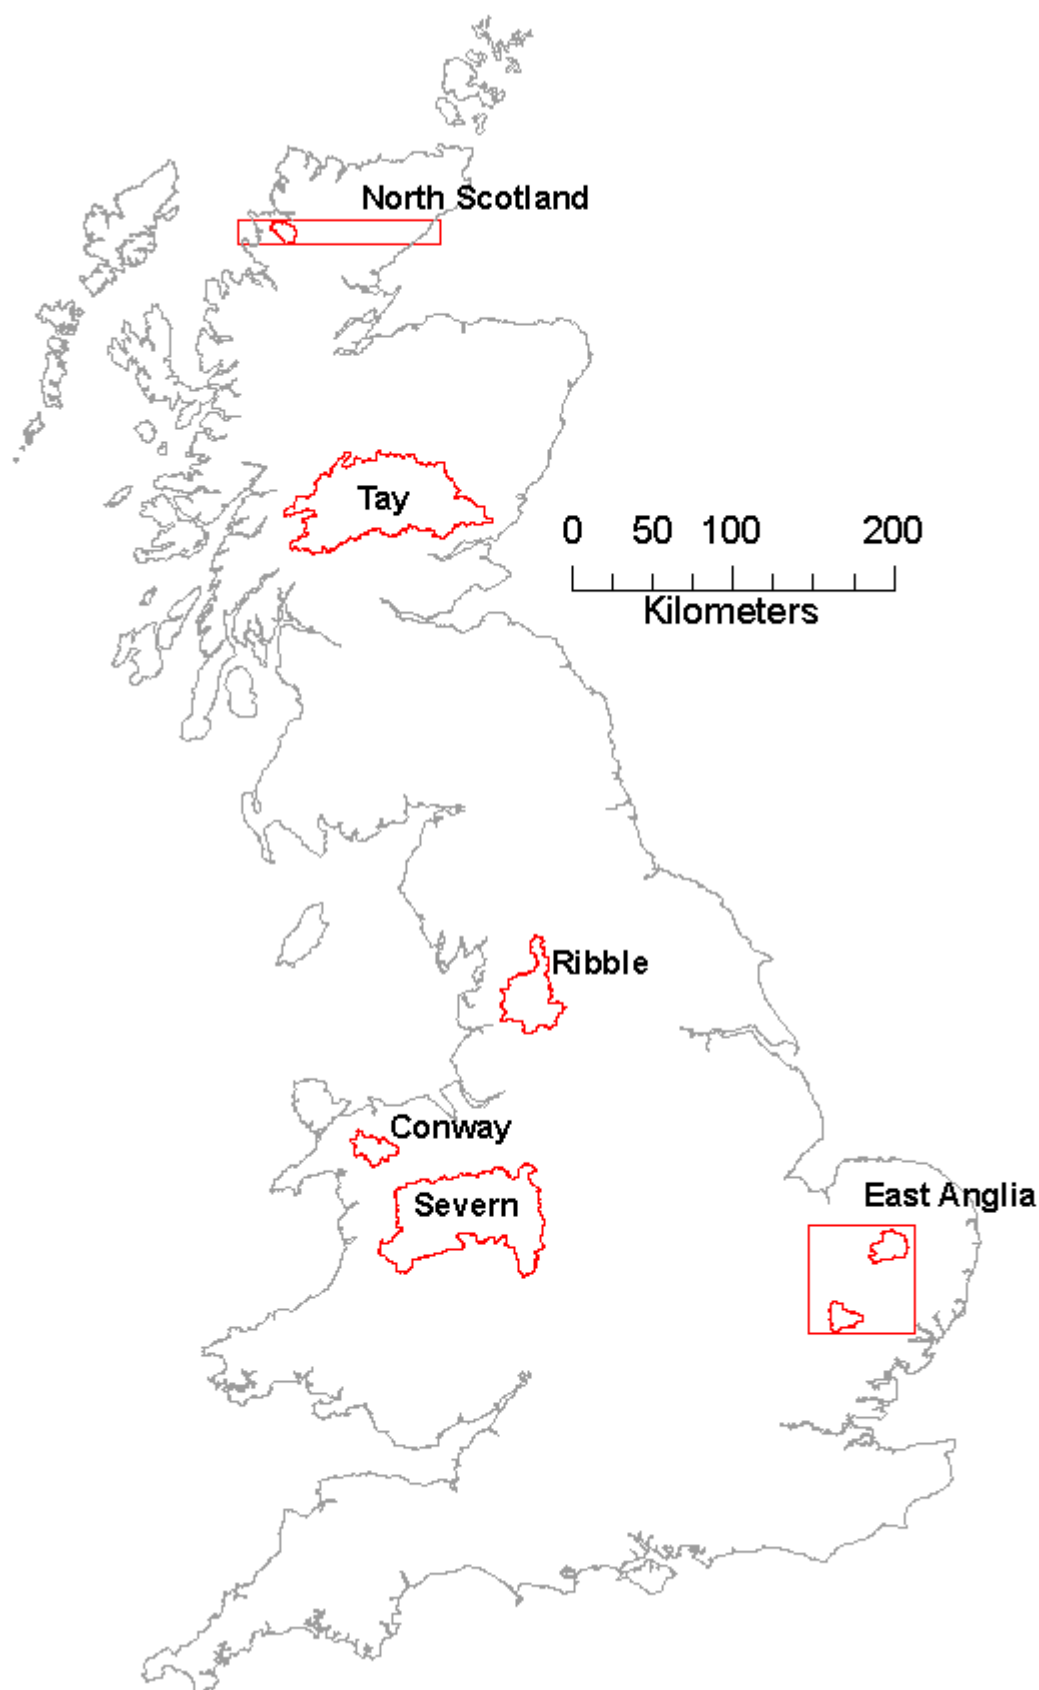 North Scotland
Tay
0 50 100 200
Kilometers
Ribble
Conway
Severn
East Anglia